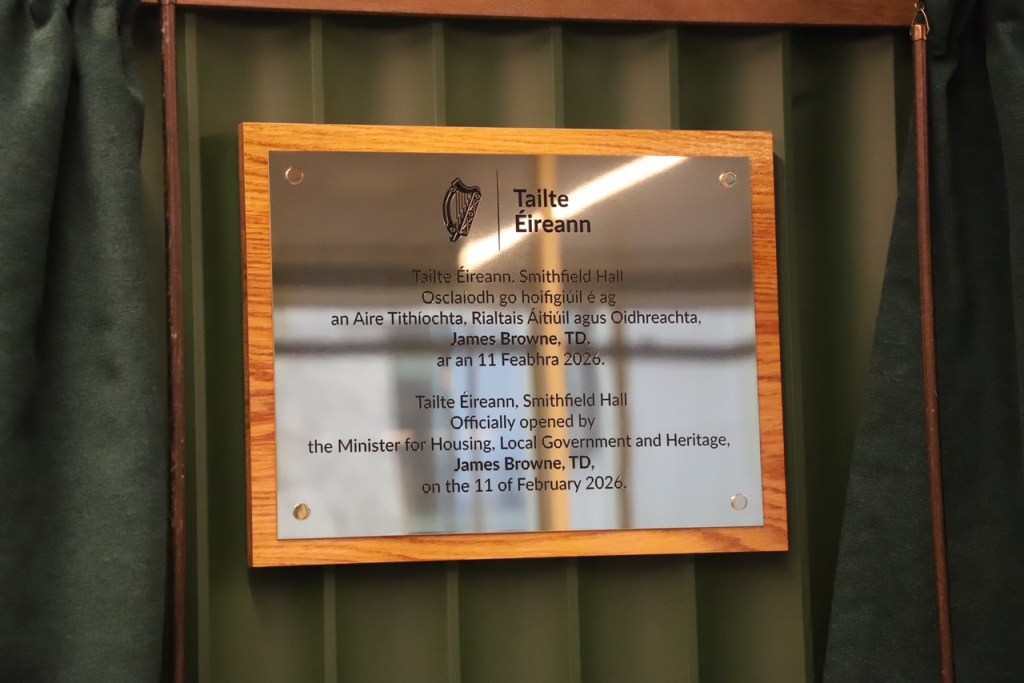 Tailte
Éireann
Tailte Éireann, Smithfield Hall
Osclaíodh go hoifigiúil é ag
an Aire Tithíochta, Rialtais Áitiúil agus Oidhreachta,
James Browne, TD.
ar an 11 Feabhra 2026.
Tailte Éireann, Smithfield Hall
Officially opened by
the Minister for Housing, Local Government and Heritage,
James Browne, TD,
on the 11 of February 2026.